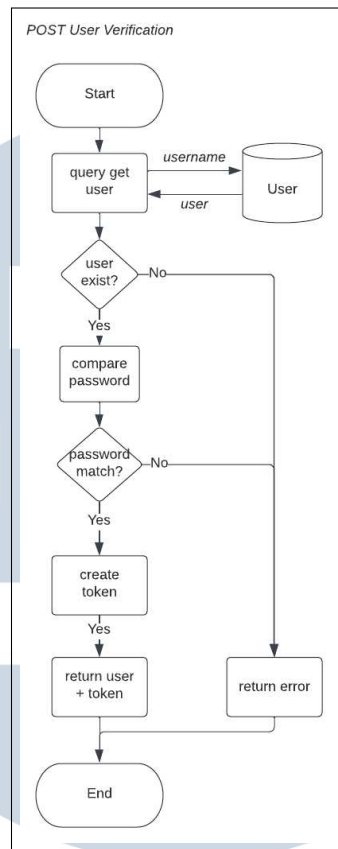 POST User Verification
Start
query get
user
username
user
User
user
exist?
No
Yes
compare
password
password
match?
No
Yes
create
token
Yes
return user
+ token
return error
End